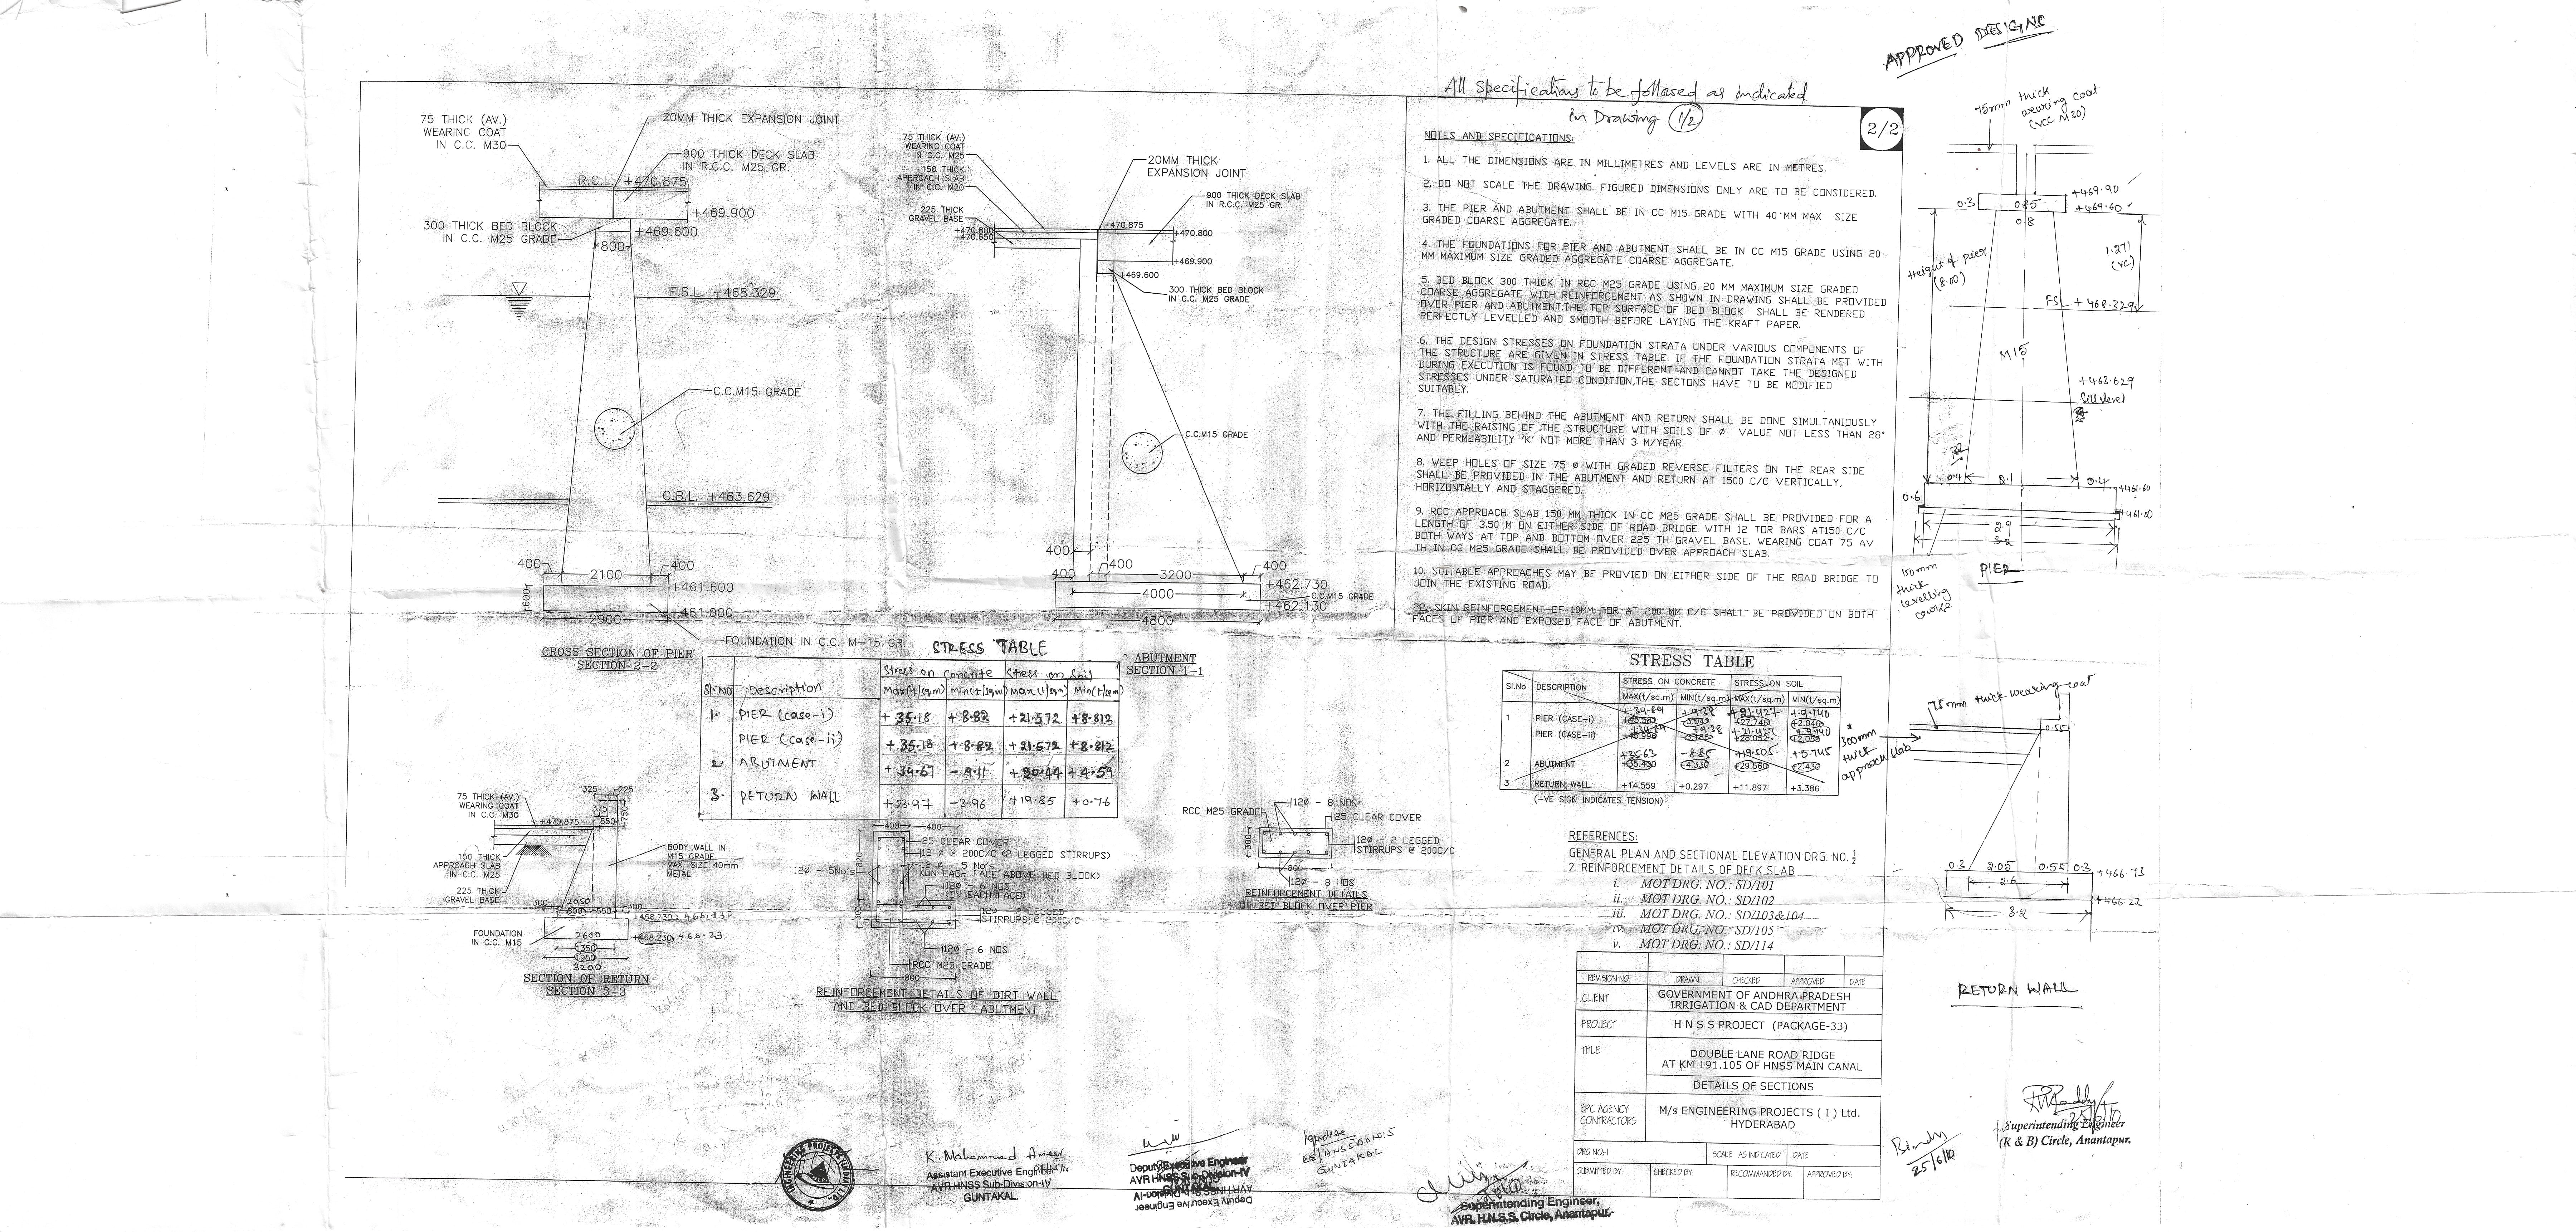 APPROVED DESIGNS
All specifications to be followed as indicated
in Drawing 1/2
2/2
75 THICK (AV.)
WEARING COAT
IN C.C. M30
20MM THICK EXPANSION JOINT
900 THICK DECK SLAB
IN R.C.C. M25 GR.
R.C.L. +470.875
+469.900
300 THICK BED BLOCK
IN C.C. M25 GRADE
+469.600
800
F.S.L. +468.329
C.C.M15 GRADE
C.B.L. +463.629
400
2100
400
+461.600
600
+461.000
2900
FOUNDATION IN C.C. M-15 GR.
CROSS SECTION OF PIER
SECTION 2-2
75 THICK (AV.)
WEARING COAT
IN C.C. M25
150 THICK
APPROACH SLAB
IN C.C. M20
225 THICK
GRAVEL BASE
+470.800
+470.650
20MM THICK
EXPANSION JOINT
900 THICK DECK SLAB
IN R.C.C. M25 GR.
+470.875
+470.800
+469.900
+469.600
300 THICK BED BLOCK
IN C.C. M25 GRADE
C.C.M15 GRADE
400
400
400
3200
400
+462.730
4000
C.C.M15 GRADE
+462.130
4800
ABUTMENT
SECTION 1-1
NOTES AND SPECIFICATIONS:
1. ALL THE DIMENSIONS ARE IN MILLIMETRES AND LEVELS ARE IN METRES.
2. DO NOT SCALE THE DRAWING. FIGURED DIMENSIONS ONLY ARE TO BE CONSIDERED.
3. THE PIER AND ABUTMENT SHALL BE IN CC M15 GRADE WITH 40 MM MAX SIZE
GRADED COARSE AGGREGATE.
4. THE FOUNDATIONS FOR PIER AND ABUTMENT SHALL BE IN CC M15 GRADE USING 20
MM MAXIMUM SIZE GRADED AGGREGATE COARSE AGGREGATE.
5. BED BLOCK 300 THICK IN RCC M25 GRADE USING 20 MM MAXIMUM SIZE GRADED
COARSE AGGREGATE WITH REINFORCEMENT AS SHOWN IN DRAWING SHALL BE PROVIDED
OVER PIER AND ABUTMENT.THE TOP SURFACE OF BED BLOCK SHALL BE RENDERED
PERFECTLY LEVELLED AND SMOOTH BEFORE LAYING THE KRAFT PAPER.
6. THE DESIGN STRESSES ON FOUNDATION STRATA UNDER VARIOUS COMPONENTS OF
THE STRUCTURE ARE GIVEN IN STRESS TABLE. IF THE FOUNDATION STRATA MET WITH
DURING EXECUTION IS FOUND TO BE DIFFERENT AND CANNOT TAKE THE DESIGNED
STRESSES UNDER SATURATED CONDITION,THE SECTONS HAVE TO BE MODIFIED
SUITABLY.
7. THE FILLING BEHIND THE ABUTMENT AND RETURN SHALL BE DONE SIMULTANIOUSLY
WITH THE RAISING OF THE STRUCTURE WITH SOILS OF Ø VALUE NOT LESS THAN 28°
AND PERMEABILITY 'K' NOT MORE THAN 3 M/YEAR.
8. WEEP HOLES OF SIZE 75 Ø WITH GRADED REVERSE FILTERS ON THE REAR SIDE
SHALL BE PROVIDED IN THE ABUTMENT AND RETURN AT 1500 C/C VERTICALLY,
HORIZONTALLY AND STAGGERED.
9. RCC APPROACH SLAB 150 MM THICK IN CC M25 GRADE SHALL BE PROVIDED FOR A
LENGTH OF 3.50 M ON EITHER SIDE OF ROAD BRIDGE WITH 12 TOR BARS AT150 C/C
BOTH WAYS AT TOP AND BOTTOM OVER 225 TH GRAVEL BASE. WEARING COAT 75 AV
TH IN CC M25 GRADE SHALL BE PROVIDED OVER APPROACH SLAB.
10. SUITABLE APPROACHES MAY BE PROVIED ON EITHER SIDE OF THE ROAD BRIDGE TO
JOIN THE EXISTING ROAD.
22. SKIN REINFORCEMENT OF 10MM TOR AT 200 MM C/C SHALL BE PROVIDED ON BOTH
FACES OF PIER AND EXPOSED FACE OF ABUTMENT.
75mm thick
wearing coat
(VCC M30)
+469.90
0.3
0.85
+469.60
0.8
Height of pier
(8.00)
1.271
(VC)
FSL + 468.329
M15
+463.629
Sill level
0.4
2.1
0.4
+461.60
0.6
+461.00
2.9
3.2
150mm
thick
levelling
course
PIER
STRESS TABLE
Sl.No Description Stress on Concrete Stress on Soil
Max(t/sqm) Min(t/sqm) Max(t/sqm) Min(t/sqm)
1. PIER (case-i) +35.18 +8.82 +21.572 +8.812
PIER (case-ii) +35.18 +8.82 +21.572 +8.812
2 ABUTMENT +34.67 -9.11 +20.44 +4.59
3. RETURN WALL +23.97 -3.96 +19.85 +0.76
STRESS TABLE
Sl.No DESCRIPTION STRESS ON CONCRETE STRESS ON SOIL
MAX(t/sq.m) MIN(t/sq.m) MAX(t/sq.m) MIN(t/sq.m)
+34.89 +9.38 +21.427 +9.140
1 PIER (CASE-i) +27.746 +2.046
+34.89 +9.38 +21.427 +9.140
PIER (CASE-ii) +28.052 +2.053
+35.63 -8.85 +19.505 +5.745
2 ABUTMENT +35.400 -4.330 +29.560 +2.430
3 RETURN WALL +14.559 +0.297 +11.897 +3.386
(-VE SIGN INDICATES TENSION)
75mm thick wearing coat
0.55
300mm
thick
approach slab
0.3 2.05 0.55 0.3 +466.73
2.6
+466.23
3.2
RETURN WALL
75 THICK (AV.)
WEARING COAT
IN C.C. M30
325 225
375
750
+470.875
550
150 THICK
APPROACH SLAB
IN C.C. M25
225 THICK
GRAVEL BASE
BODY WALL IN
M15 GRADE
MAX. SIZE 40mm
METAL
300 2050 300
800 550
+468.730 466.730
FOUNDATION
IN C.C. M15
2600
+468.230 466.23
1350
1950
3200
SECTION OF RETURN
SECTION 3-3
400 400
25 CLEAR COVER
12 Ø @ 200C/C (2 LEGGED STIRRUPS)
820
12Ø - 5No's
12 Ø - 5 No's
(ON EACH FACE ABOVE BED BLOCK)
12Ø - 6 NOS
(ON EACH FACE)
300
12Ø - 2 LEGGED
STIRRUPS @ 200C/C
12Ø - 6 NOS.
RCC M25 GRADE
800
REINFORCEMENT DETAILS OF DIRT WALL
AND BED BLOCK OVER ABUTMENT
RCC M25 GRADE
12Ø - 8 NOS
25 CLEAR COVER
300
12Ø - 2 LEGGED
STIRRUPS @ 200C/C
800
12Ø - 8 NOS
REINFORCEMENT DETAILS
OF BED BLOCK OVER PIER
REFERENCES:
GENERAL PLAN AND SECTIONAL ELEVATION DRG. NO. 1/2
2. REINFORCEMENT DETAILS OF DECK SLAB
i. MOT DRG. NO.: SD/101
ii. MOT DRG. NO.: SD/102
iii. MOT DRG. NO.: SD/103&104
iv. MOT DRG. NO.: SD/105
v. MOT DRG. NO.: SD/114
REVISION NO: DRAWN CHECKED APPROVED DATE
CLIENT GOVERNMENT OF ANDHRA PRADESH
IRRIGATION & CAD DEPARTMENT
PROJECT H N S S PROJECT (PACKAGE-33)
TITLE DOUBLE LANE ROAD RIDGE
AT KM 191.105 OF HNSS MAIN CANAL
DETAILS OF SECTIONS
EPC AGENCY
CONTRACTORS
M/s ENGINEERING PROJECTS ( I ) Ltd.
HYDERABAD
DRG NO:1 SCALE AS INDICATED DATE
SUBMITTED BY: CHECKED BY: RECOMMANDED BY: APPROVED BY:
ENGINEERING PROJECTS (INDIA) LTD.
K. Mahammad Ameer
Assistant Executive Engineer
AVR HNSS Sub-Division-IV
GUNTAKAL
Deputy Executive Engineer
AVR HNSS Sub-Division-IV
GUNTAKAL
Deputy Executive Engineer
AVR HNSS Sub-Division-IV
EE/HNSS Dn No:5
GUNTAKAL
Superintending Engineer,
AVR. H.N.S.S. Circle, Anantapur.
25/6/10
25/6/10
Superintending Engineer
(R & B) Circle, Anantapur.